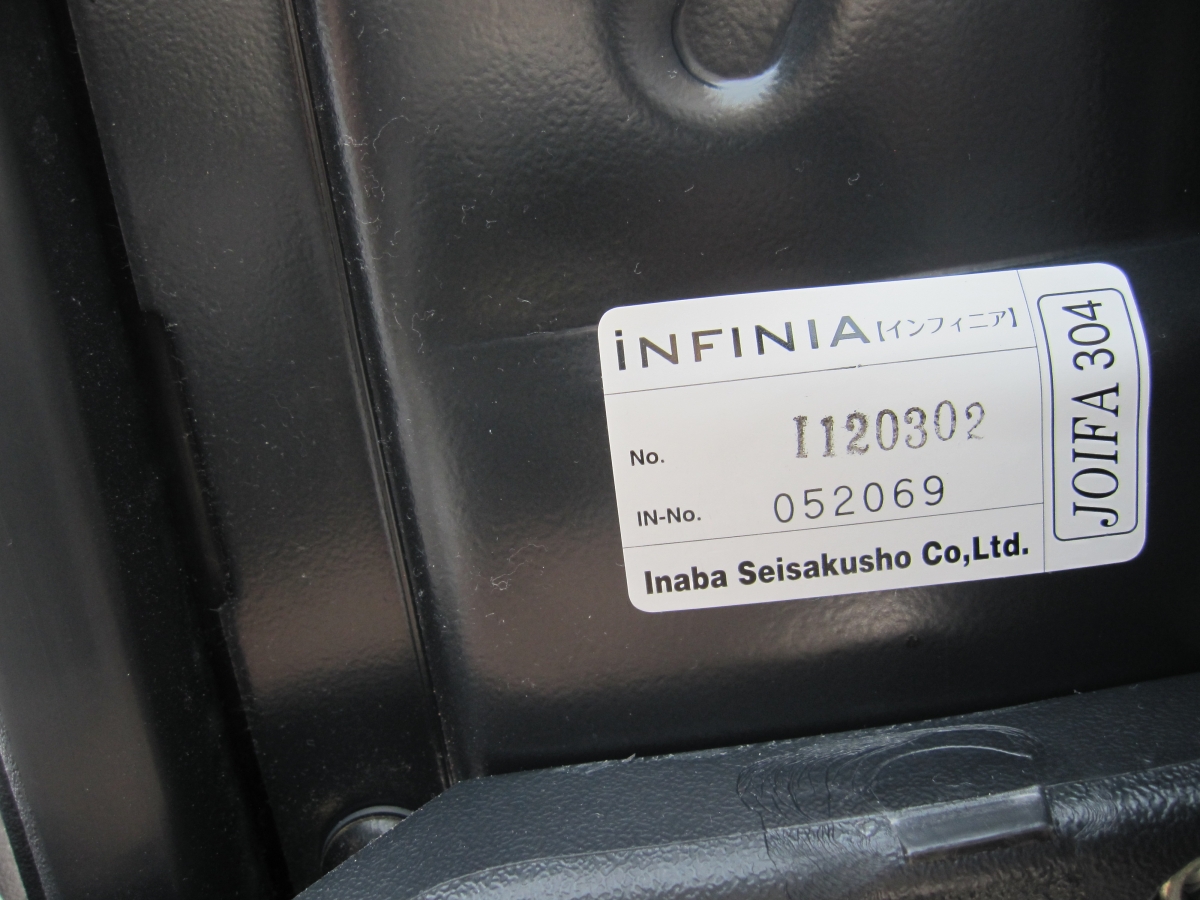 iNFINIA【インフィニア】
No. I120302
IN-No. 052069
Inaba Seisakusho Co,Ltd.
JOIFA 304